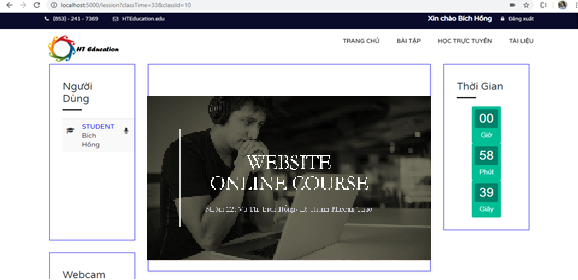 localhost:5000/lession?classTime=33&classId=10
(853) - 241 - 7369
HTEducation.edu
Xin chào Bích Hồng
Đăng xuất
HT Education
TRANG CHỦ
BÀI TẬP
HỌC TRỰC TUYẾN
TÀI LIỆU
Người
Dùng
STUDENT
Bích
Hồng
WEBSITE
ONLINE COURSE
Thời Gian
00
Giờ
58
Phút
39
Giây
Webcam